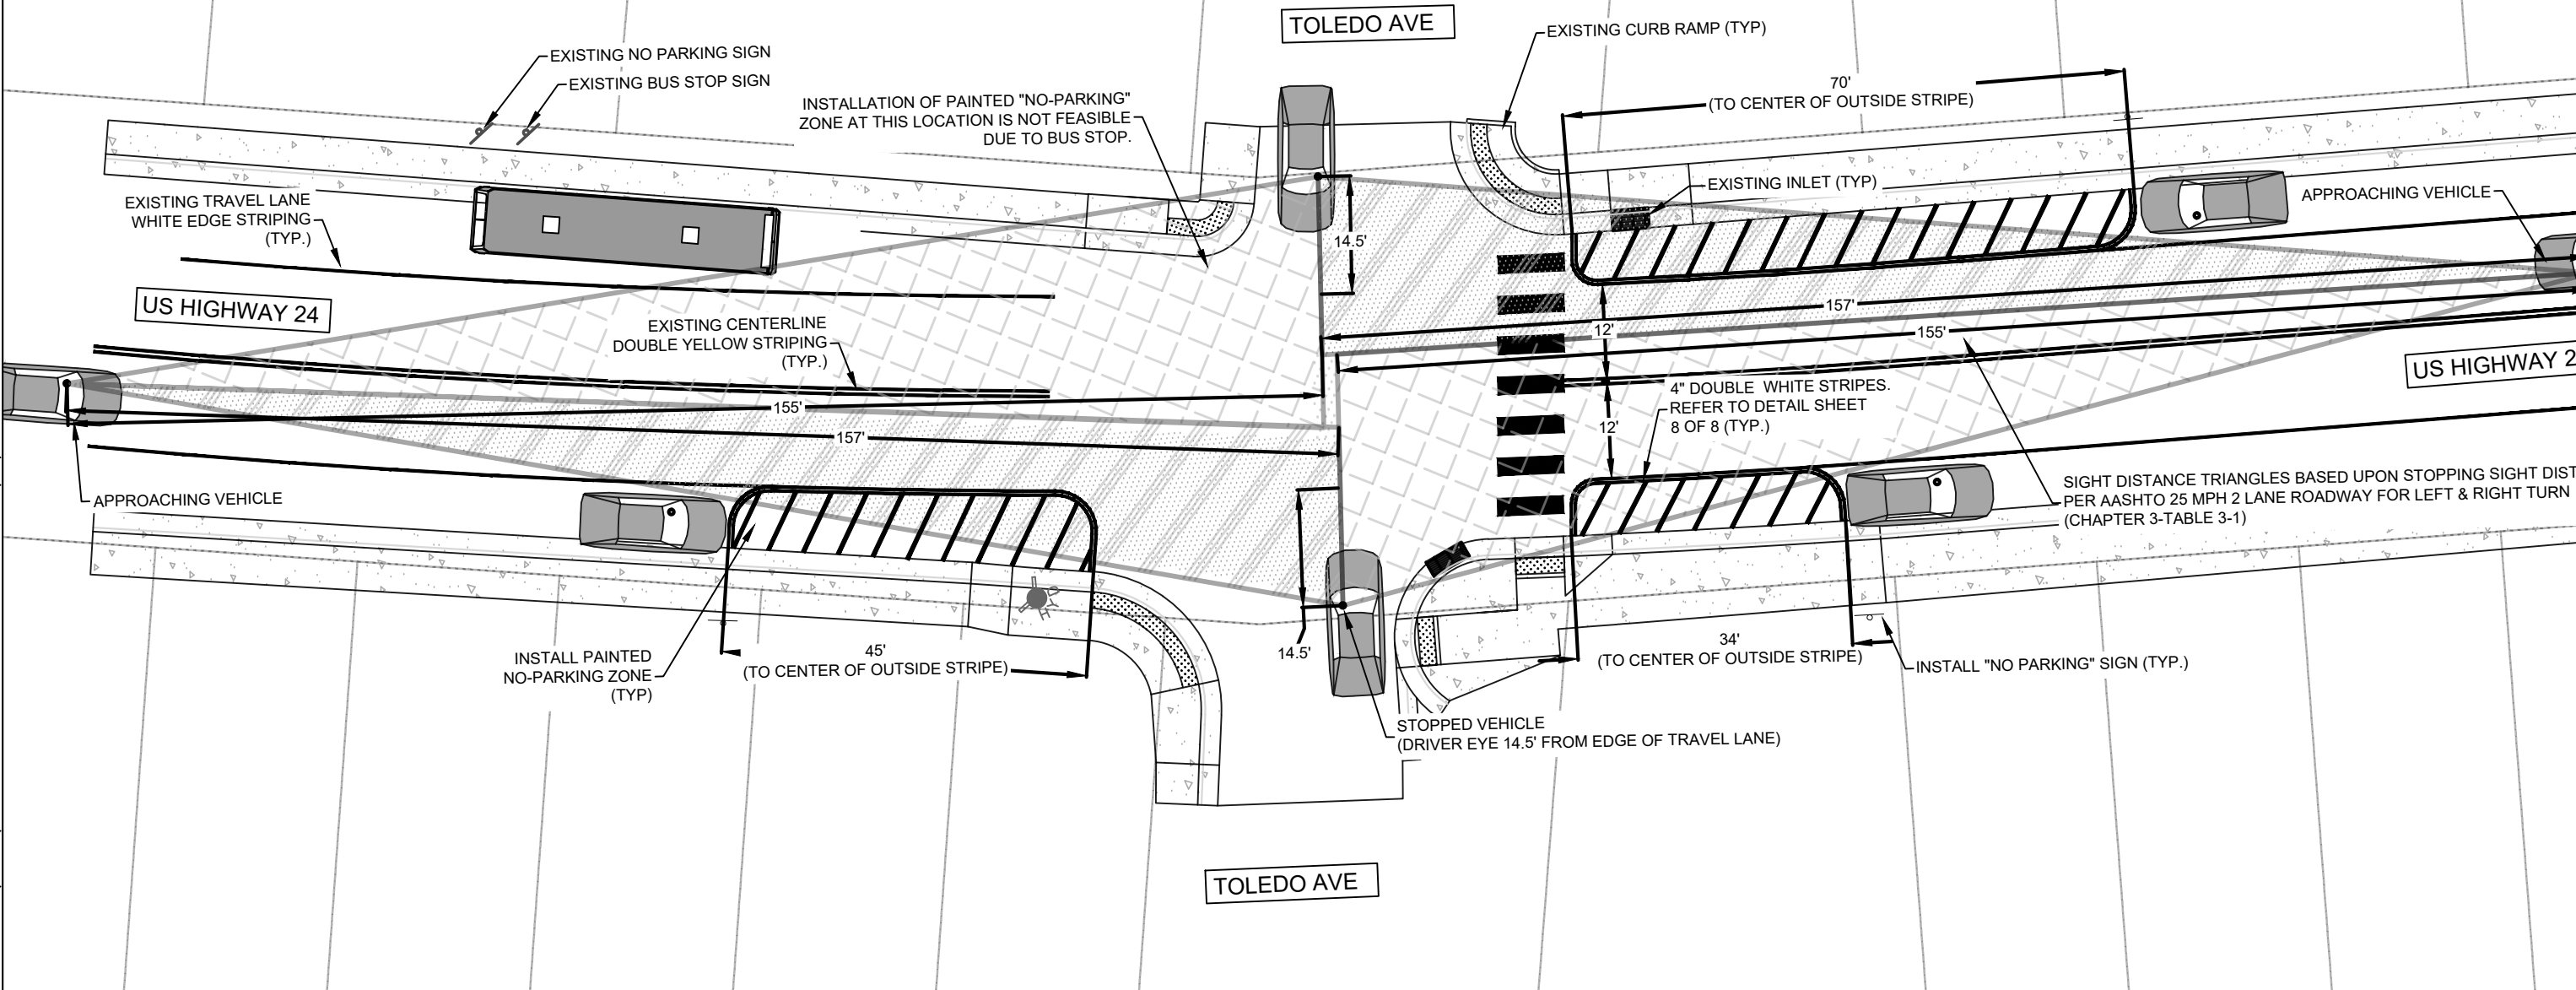 TOLEDO AVE
EXISTING NO PARKING SIGN
EXISTING BUS STOP SIGN
EXISTING CURB RAMP (TYP)
70'
(TO CENTER OF OUTSIDE STRIPE)
INSTALLATION OF PAINTED "NO-PARKING"
ZONE AT THIS LOCATION IS NOT FEASIBLE
DUE TO BUS STOP.
EXISTING INLET (TYP)
APPROACHING VEHICLE
EXISTING TRAVEL LANE
WHITE EDGE STRIPING
(TYP.)
14.5'
US HIGHWAY 24
EXISTING CENTERLINE
DOUBLE YELLOW STRIPING
(TYP.)
157'
12'
155'
US HIGHWAY 2
155'
157'
4" DOUBLE WHITE STRIPES.
REFER TO DETAIL SHEET
8 OF 8 (TYP.)
12'
APPROACHING VEHICLE
SIGHT DISTANCE TRIANGLES BASED UPON STOPPING SIGHT DIST
PER AASHTO 25 MPH 2 LANE ROADWAY FOR LEFT & RIGHT TURN
(CHAPTER 3-TABLE 3-1)
14.5'
INSTALL PAINTED
NO-PARKING ZONE
(TYP)
45'
(TO CENTER OF OUTSIDE STRIPE)
34'
(TO CENTER OF OUTSIDE STRIPE)
INSTALL "NO PARKING" SIGN (TYP.)
STOPPED VEHICLE
(DRIVER EYE 14.5' FROM EDGE OF TRAVEL LANE)
TOLEDO AVE